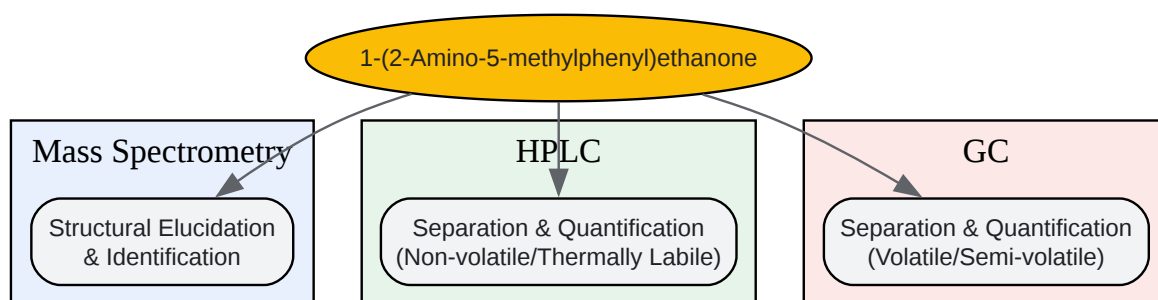 1-(2-Amino-5-methylphenyl)ethanone
Mass Spectrometry
Structural Elucidation
& Identification
HPLC
Separation & Quantification
(Non-volatile/Thermally Labile)
GC
Separation & Quantification
(Volatile/Semi-volatile)